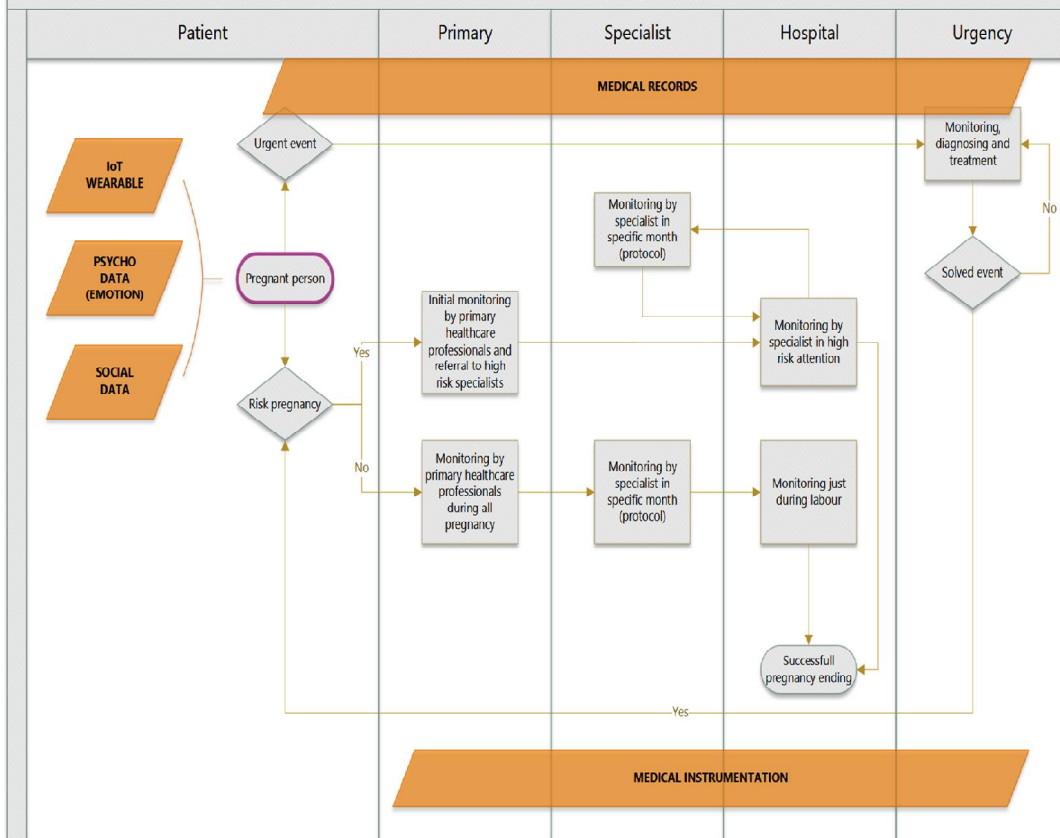 Patient
Primary
Specialist
Hospital
Urgency
MEDICAL RECORDS
IoT
WEARABLE
PSYCHO
DATA
(EMOTION)
SOCIAL
DATA
Urgent event
Pregnant person
Risk pregnancy
Yes
No
Initial monitoring
by primary
healthcare
professionals and
referral to high
risk specialists
Monitoring by
primary healthcare
professionals
during all
pregnancy
Monitoring by
specialist in
specific month
(protocol)
Monitoring by
specialist in
specific month
(protocol)
Monitoring by
specialist in high
risk attention
Monitoring just
during labour
Successfull
pregnancy ending
Monitoring,
diagnosing and
treatment
No
Solved event
Yes
MEDICAL INSTRUMENTATION